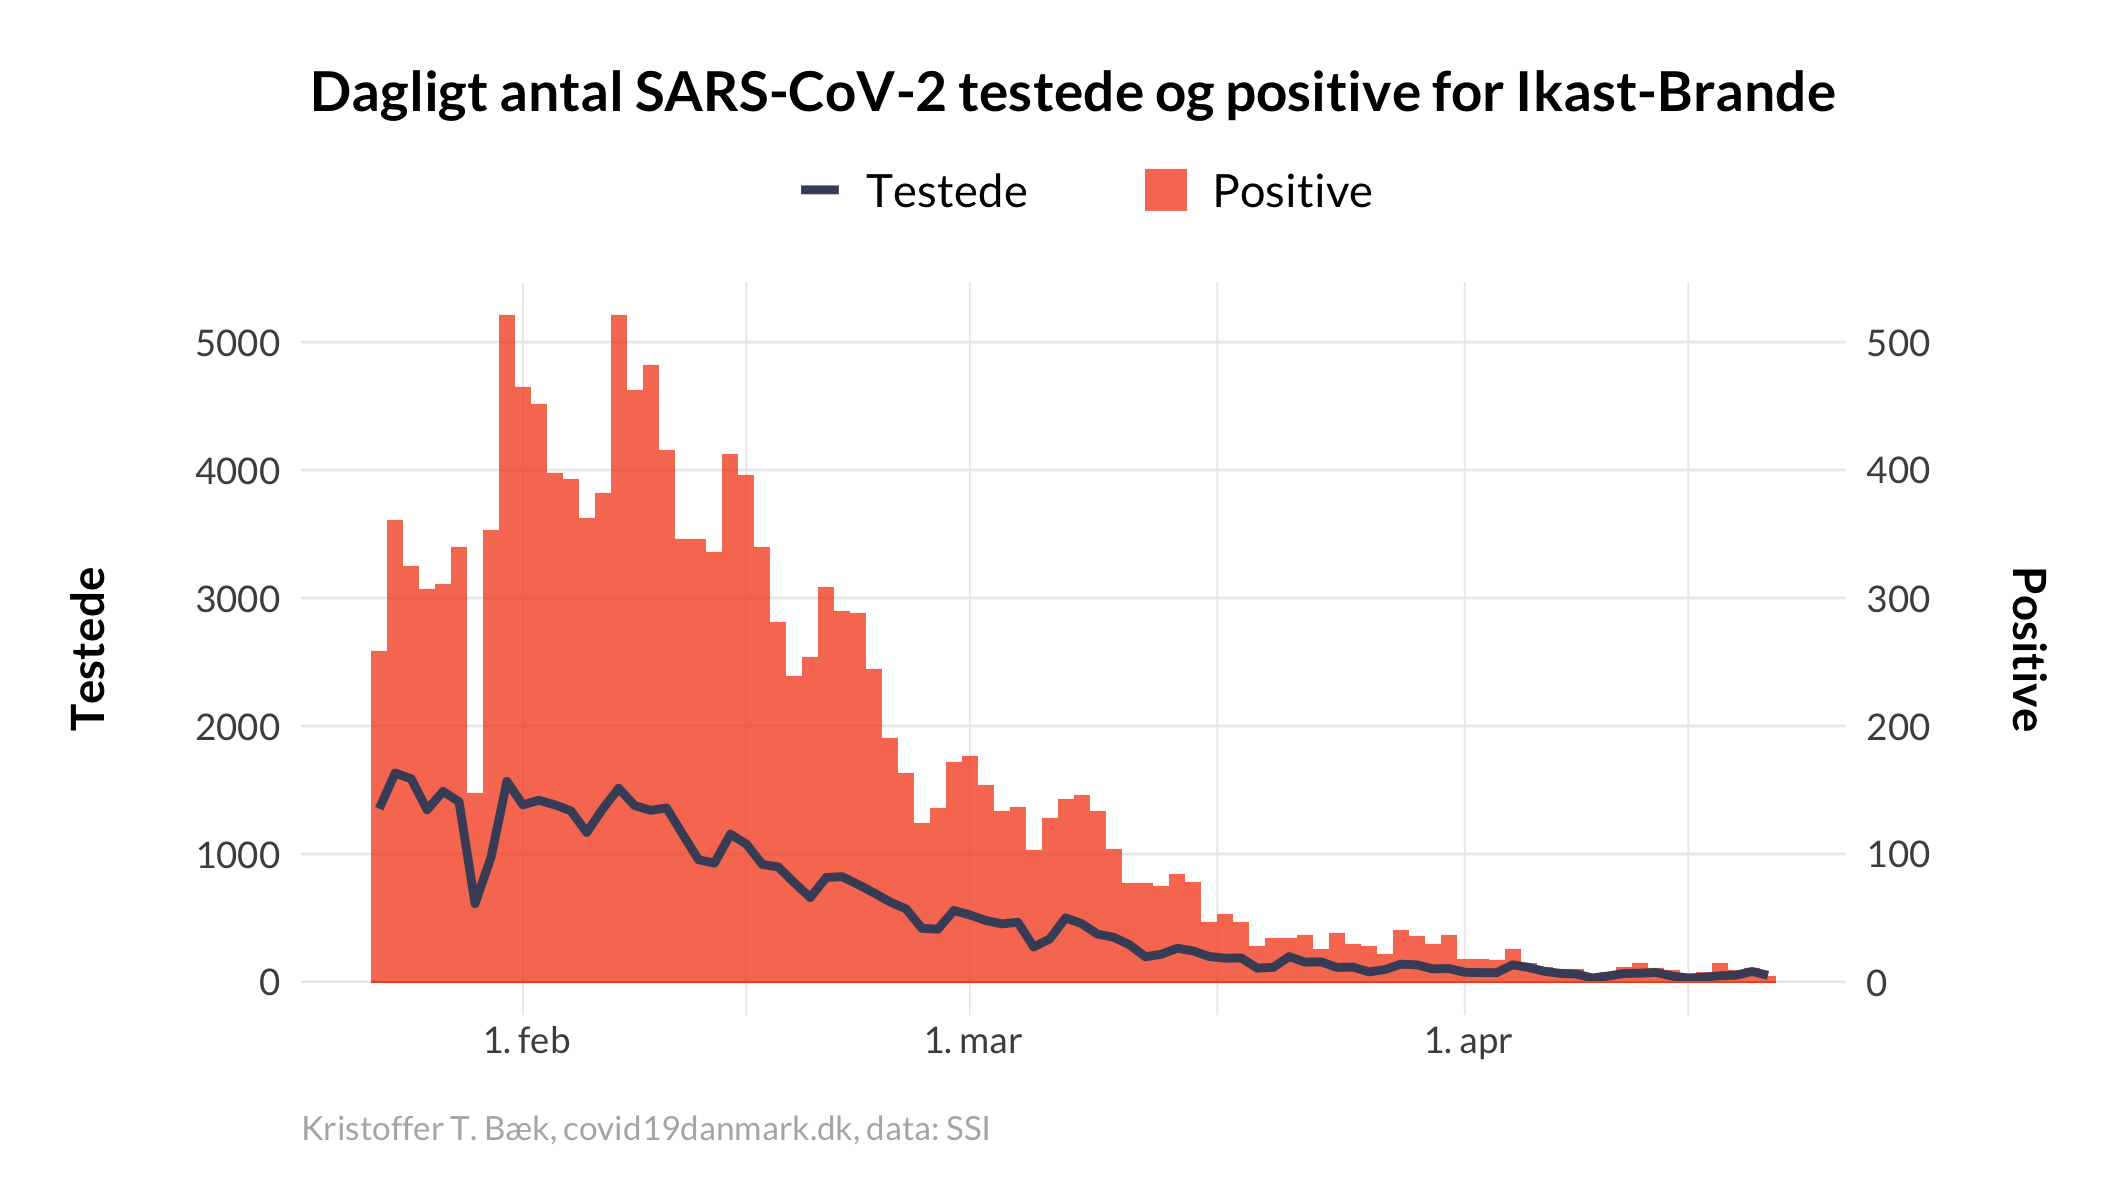 Dagligt antal SARS-CoV-2 testede og positive for Ikast-Brande
Testede
Positive
5000
4000
3000
2000
1000
0
500
400
300
200
100
0
Testede
Positive
1. feb
1. mar
1. apr
Kristoffer T. Bæk, covid19danmark.dk, data: SSI